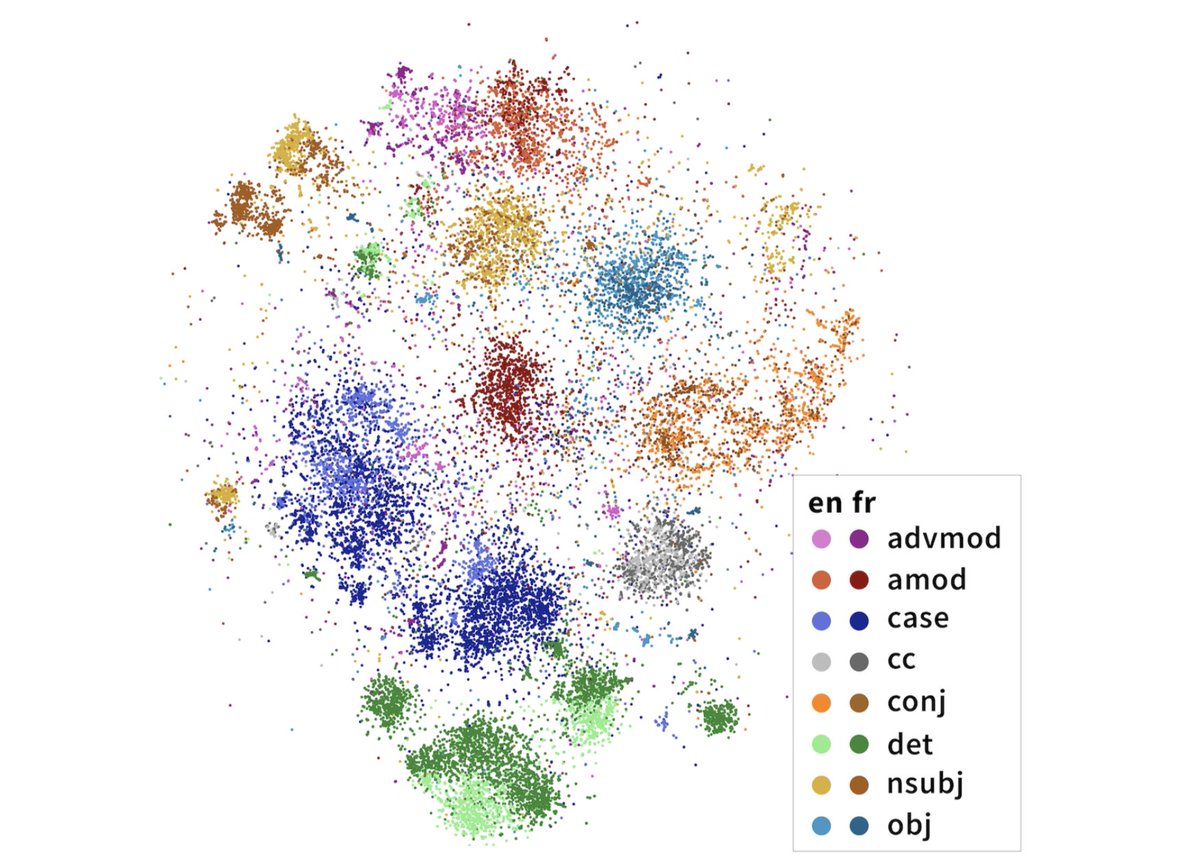 en fr
advmod
amod
case
cc
conj
det
nsubj
obj